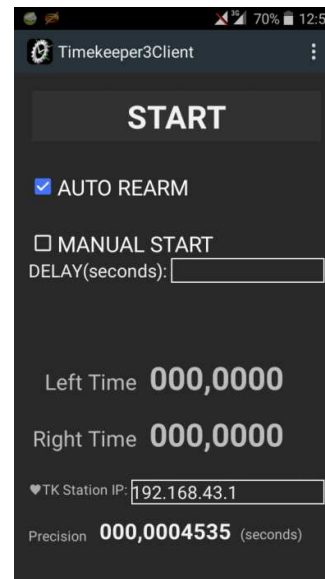 3G 70% 12:5
Timekeeper3Client
START
AUTO REARM
MANUAL START
DELAY(seconds):
Left Time 000,0000
Right Time 000,0000
♥TK Station IP: 192.168.43.1
Precision 000,0004535 (seconds)